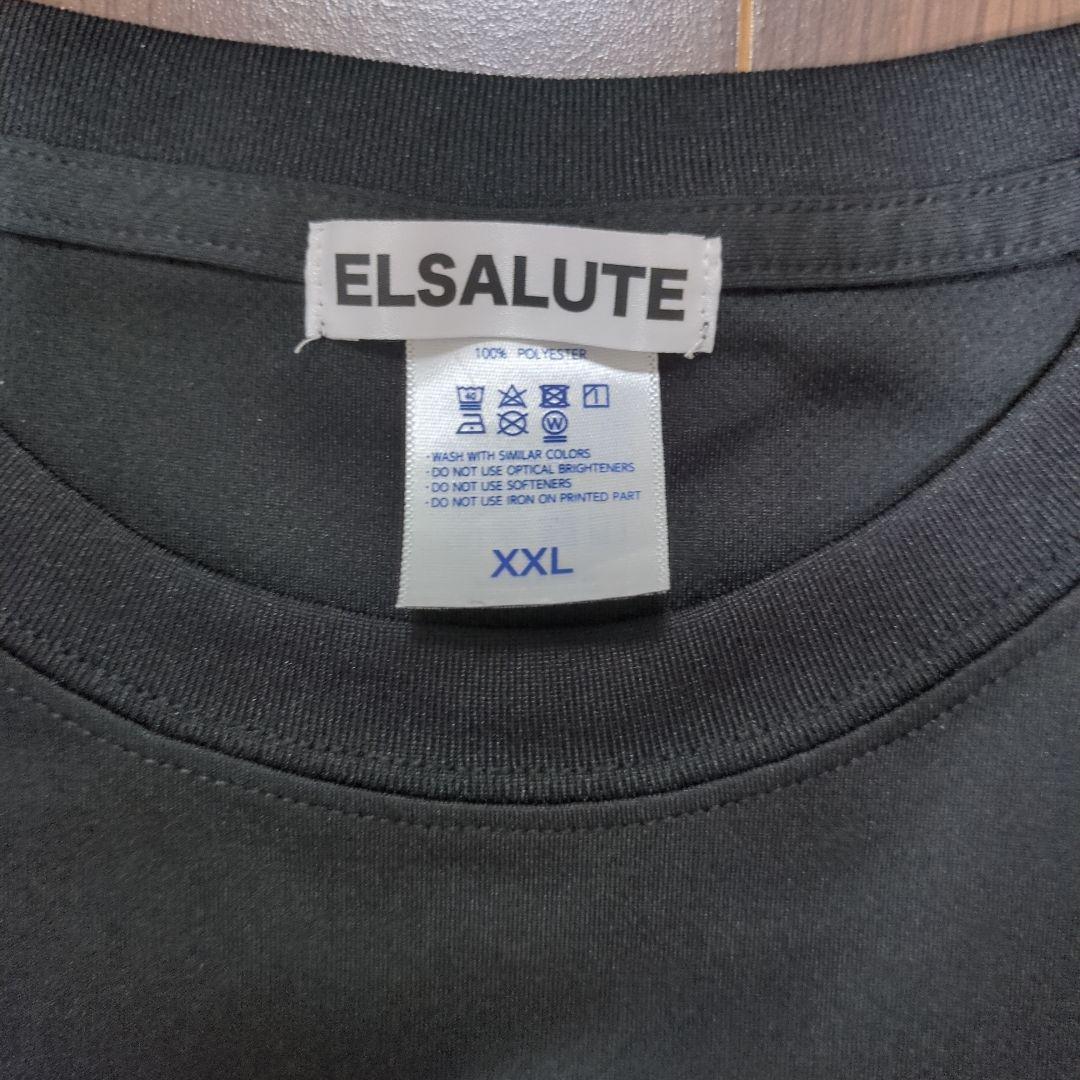 ELSALUTE
100% POLYESTER
40
W
·WASH WITH SIMILAR COLORS
·DO NOT USE OPTICAL BRIGHTENERS
·DO NOT USE SOFTENERS
·DO NOT USE IRON ON PRINTED PART
XXL